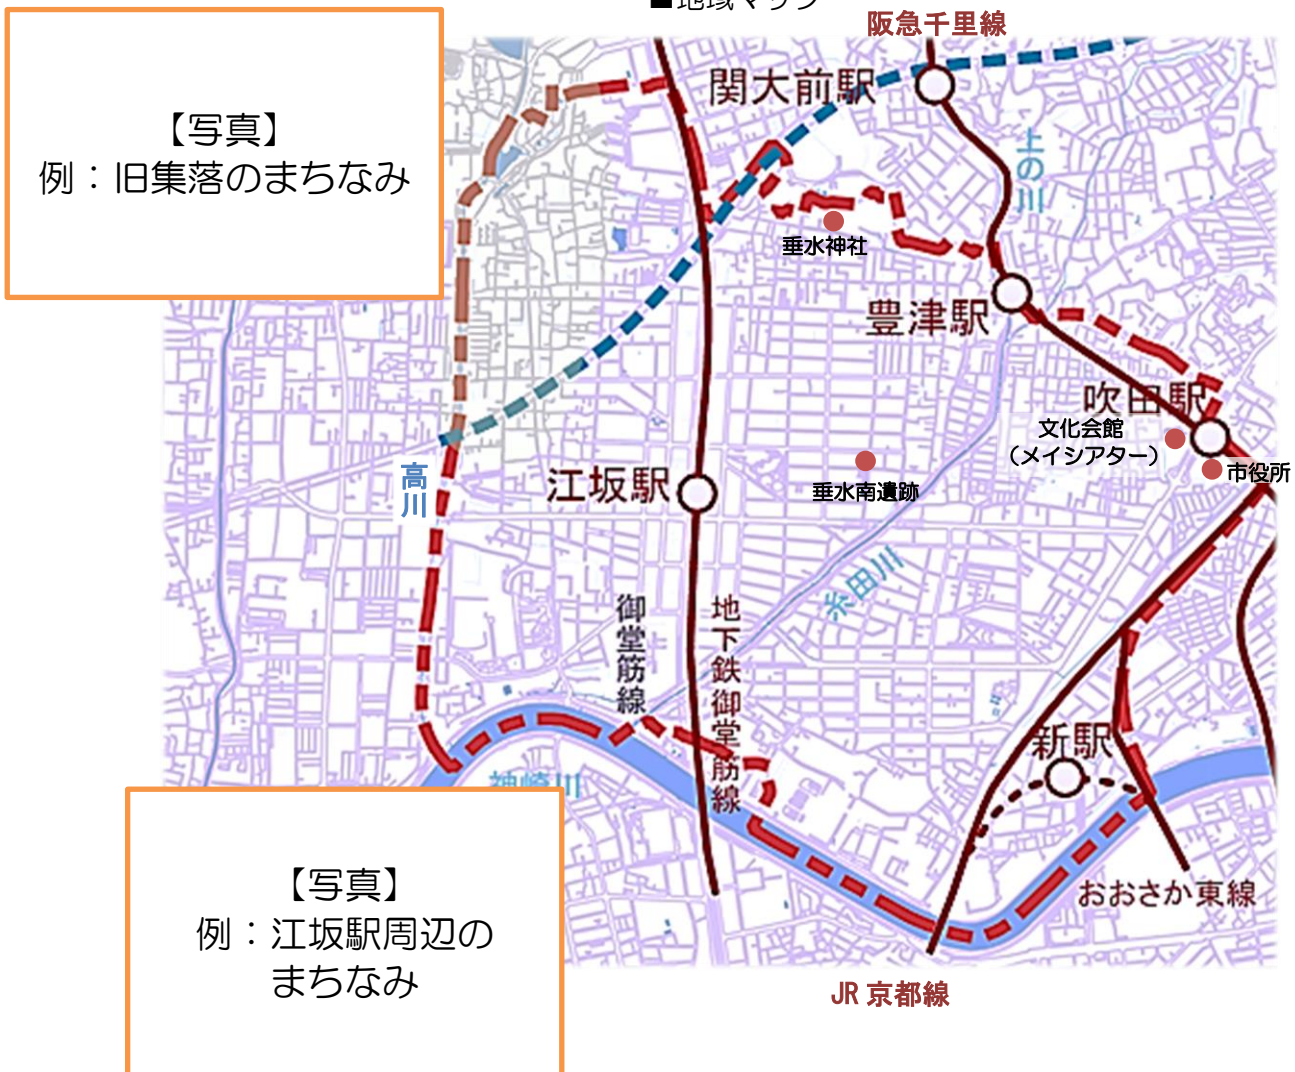 ■地域マップ
阪急千里線
【写真】
例：旧集落のまちなみ
関大前駅
上の川
垂水神社
豊津駅
吹田駅
文化会館
（メイシアター）
市役所
高川
江坂駅
垂水南遺跡
糸田川
御堂筋線
地下鉄御堂筋線
新駅
神崎川
【写真】
例：江坂駅周辺の
まちなみ
おおさか東線
JR 京都線